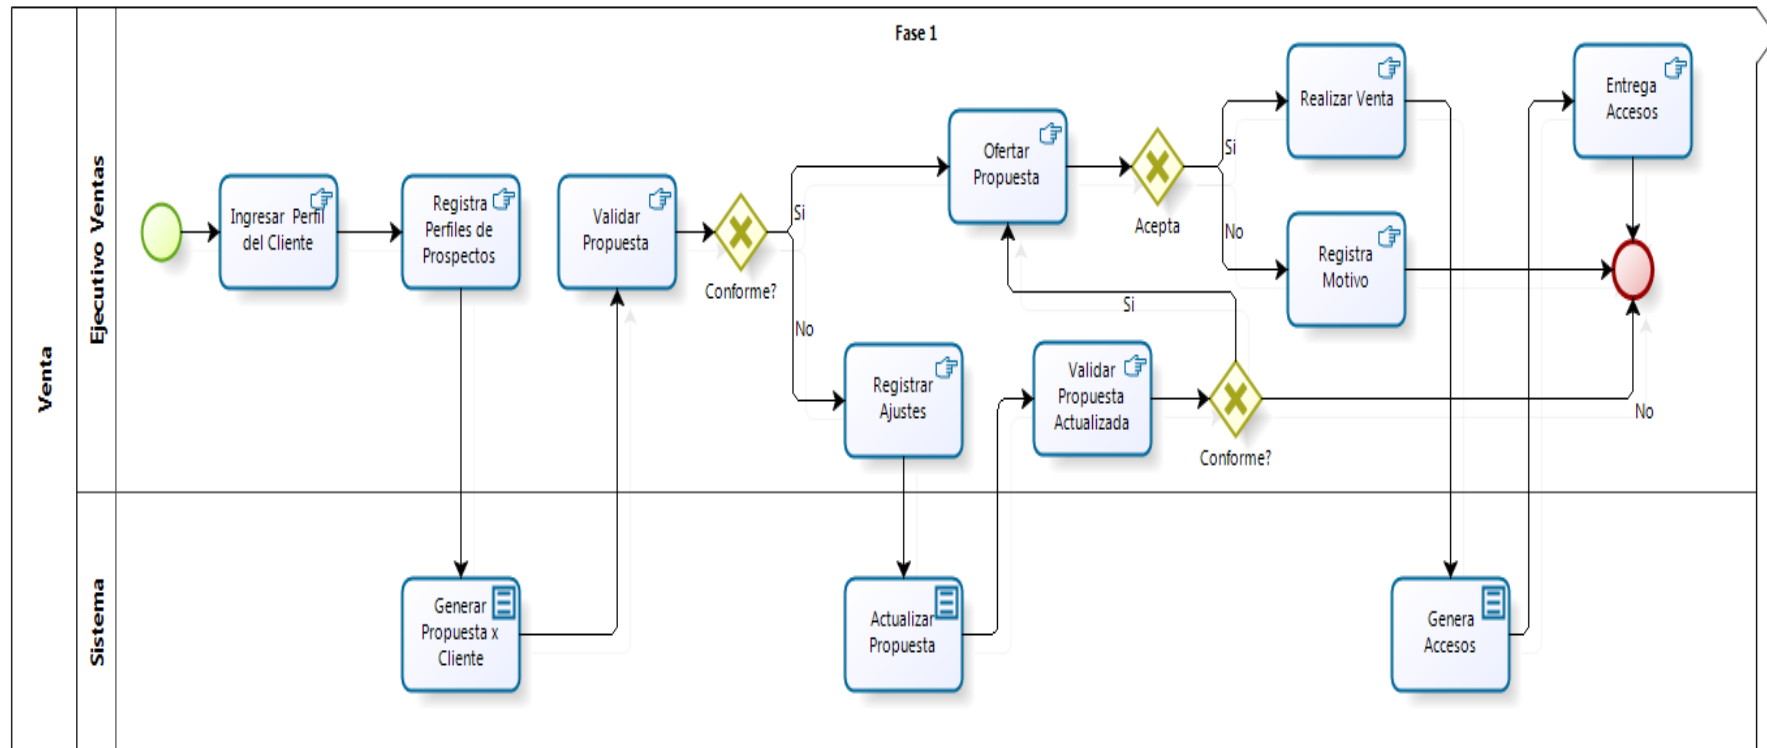 Fase 1
Venta
Ejecutivo Ventas
Ingresar Perfil
del Cliente
Registra
Perfiles de
Prospectos
Validar
Propuesta
Conforme?
Si
No
Ofertar
Propuesta
Acepta
Si
No
Realizar Venta
Registra
Motivo
Entrega
Accesos
Registrar
Ajustes
Validar
Propuesta
Actualizada
Conforme?
Si
No
Sistema
Generar
Propuesta x
Cliente
Actualizar
Propuesta
Genera
Accesos